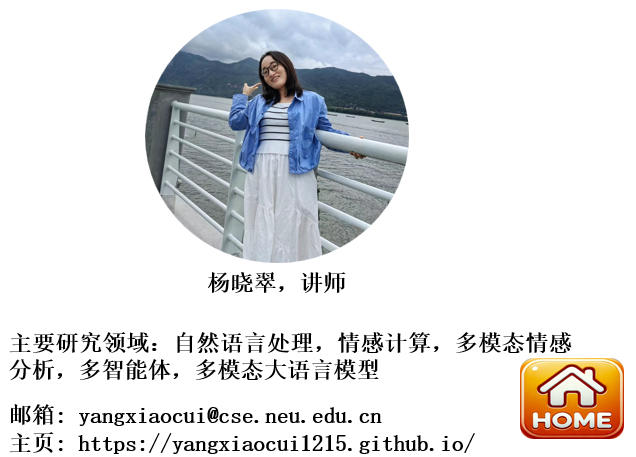 杨晓翠，讲师
主要研究领域：自然语言处理，情感计算，多模态情感
分析，多智能体，多模态大语言模型
邮箱: yangxiaocui@cse.neu.edu.cn
主页: https://yangxiaocui1215.github.io/
HOME